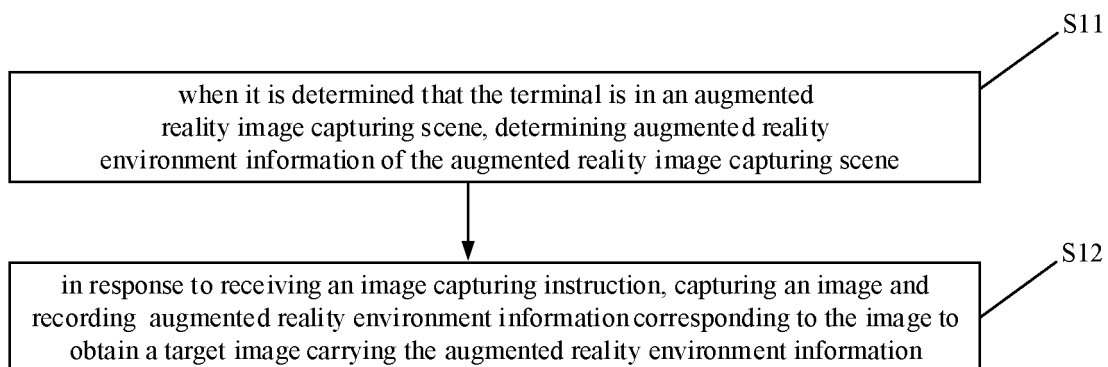 S11
when it is determined that the terminal is in an augmented
reality image capturing scene, determining augmented reality
environment information of the augmented reality image capturing scene
S12
in response to receiving an image capturing instruction, capturing an image and
recording augmented reality environment information corresponding to the image to
obtain a target image carrying the augmented reality environment information